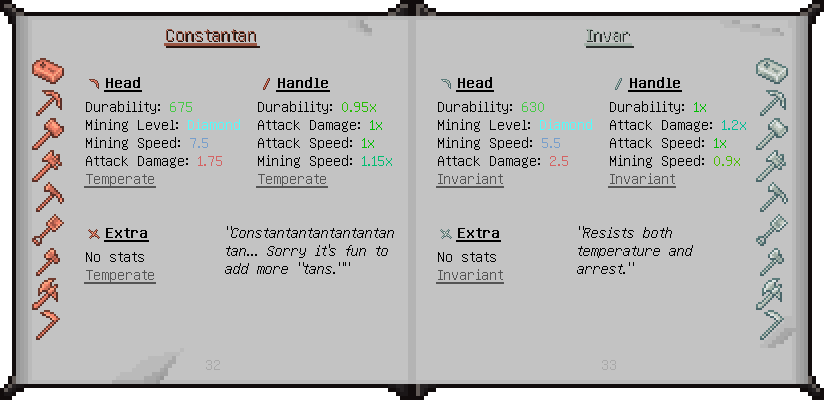 Constantan
Head
Durability: 675
Mining Level: Diamond
Mining Speed: 7.5
Attack Damage: 1.75
Temperate
Handle
Durability: 0.95x
Attack Damage: 1x
Attack Speed: 1x
Mining Speed: 1.15x
Temperate
Extra
No stats
Temperate
"Constantantantantantan
tan... Sorry it's fun to
add more "tans.""
32
Invar
Head
Durability: 630
Mining Level: Diamond
Mining Speed: 5.5
Attack Damage: 2.5
Invariant
Handle
Durability: 1x
Attack Damage: 1.2x
Attack Speed: 1x
Mining Speed: 0.9x
Invariant
Extra
No stats
Invariant
"Resists both
temperature and
arrest."
33